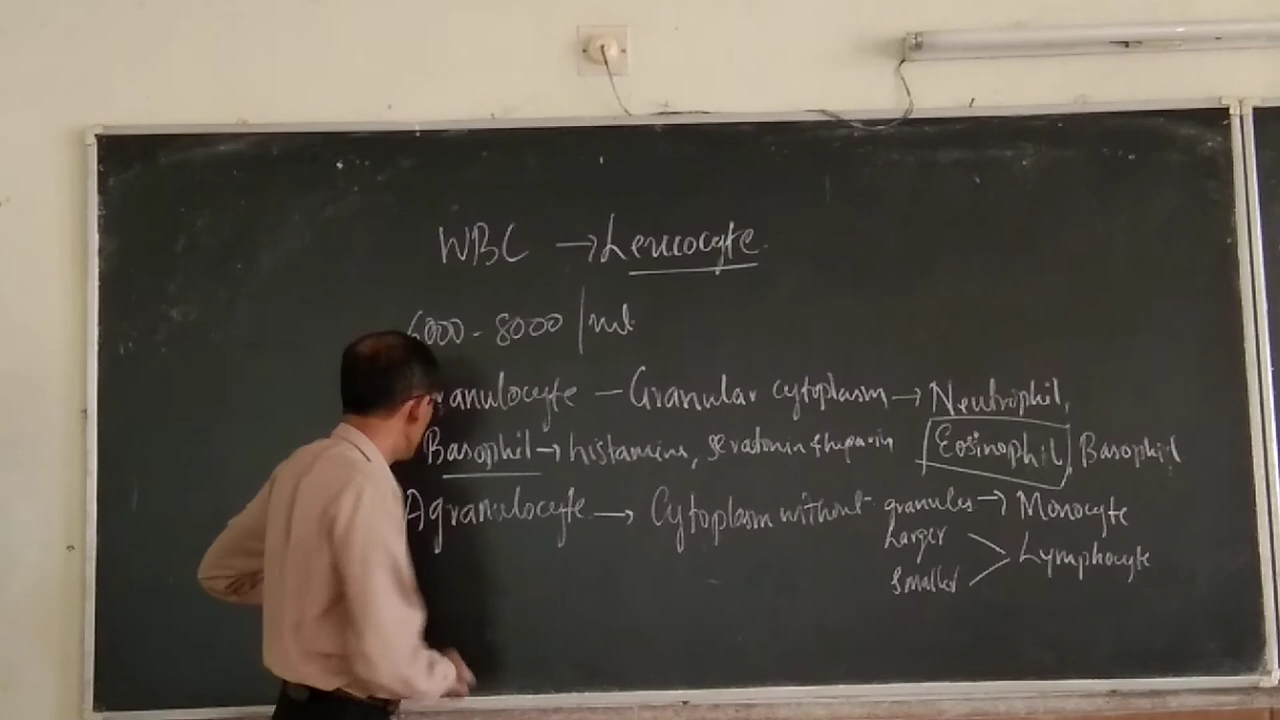 WBC → Leucocyte.
6000 - 8000 / ml
Granulocyte — Granular cytoplasm → Neutrophil,
Basophil → histamine, seratonin & heparin Eosinophil, Basophil
Agranulocyte → Cytoplasm without granules → Monocyte
Larger
Lymphocyte
Smaller